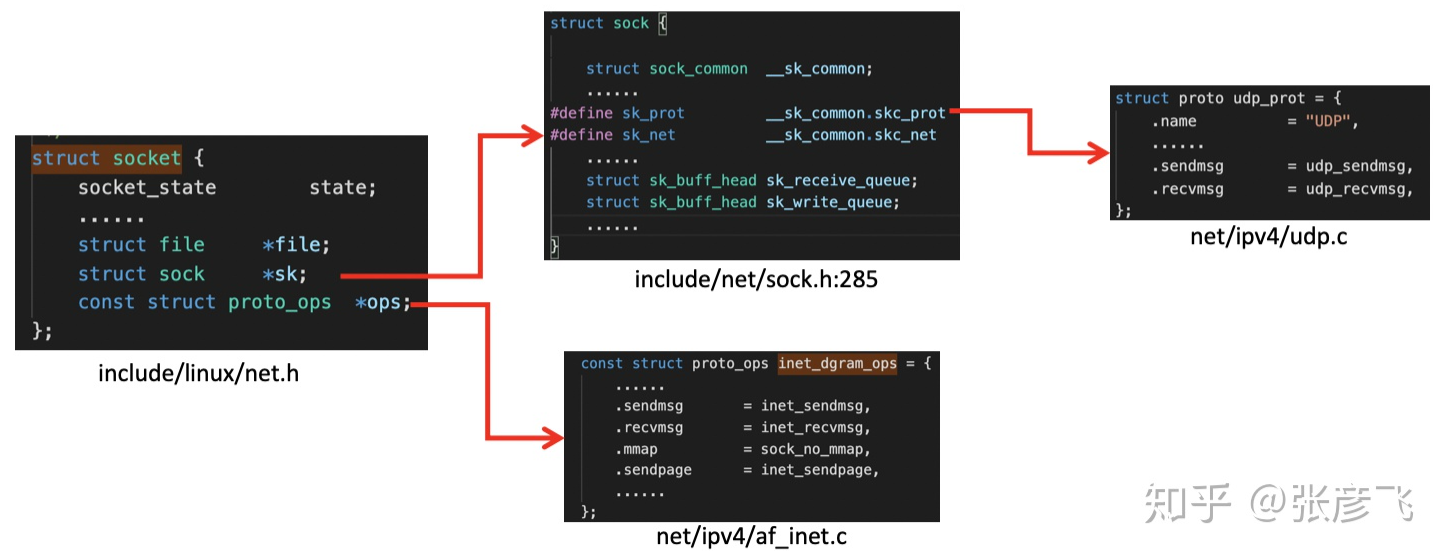 struct socket {
socket_state state;
......
struct file *file;
struct sock *sk;
const struct proto_ops *ops;
};
include/linux/net.h
struct sock {
struct sock_common __sk_common;
......
#define sk_prot __sk_common.skc_prot
#define sk_net __sk_common.skc_net
......
struct sk_buff_head sk_receive_queue;
struct sk_buff_head sk_write_queue;
......
}
include/net/sock.h:285
struct proto udp_prot = {
.name = "UDP",
......
.sendmsg = udp_sendmsg,
.recvmsg = udp_recvmsg,
};
net/ipv4/udp.c
const struct proto_ops inet_dgram_ops = {
......
.sendmsg = inet_sendmsg,
.recvmsg = inet_recvmsg,
.mmap = sock_no_mmap,
.sendpage = inet_sendpage,
......
};
net/ipv4/af_inet.c
知乎 @张彦飞